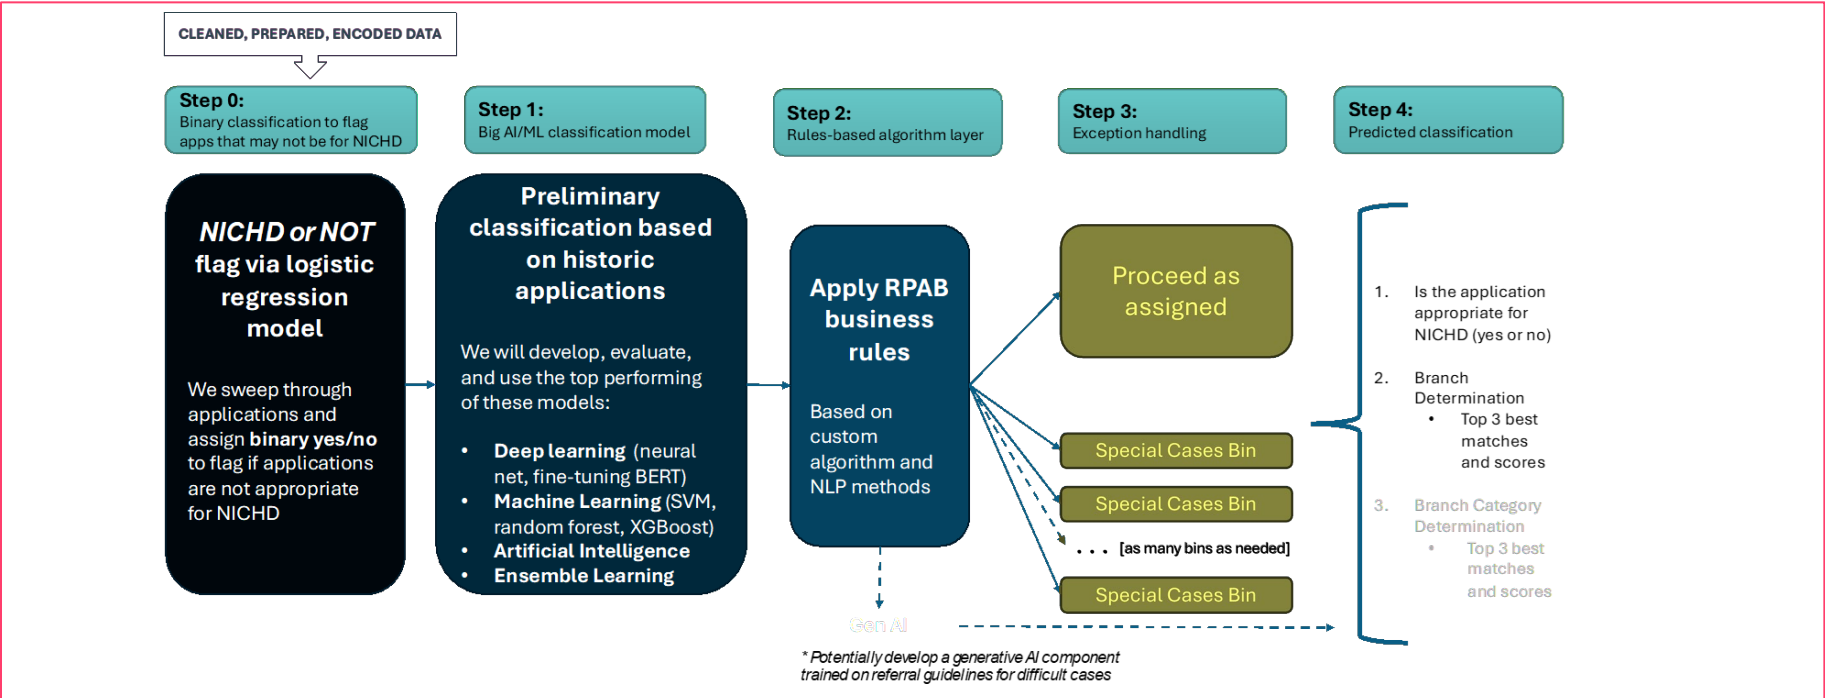 CLEANED, PREPARED, ENCODED DATA
Step 0:
Binary classification to flag
apps that may not be for NICHD
Step 1:
Big AI/ML classification model
Step 2:
Rules-based algorithm layer
Step 3:
Exception handling
Step 4:
Predicted classification
NICHD or NOT
flag via logistic
regression
model
We sweep through
applications and
assign binary yes/no
to flag if applications
are not appropriate
for NICHD
Preliminary
classification based
on historic
applications
We will develop, evaluate,
and use the top performing
of these models:
• Deep learning (neural
net, fine-tuning BERT)
• Machine Learning (SVM,
random forest, XGBoost)
• Artificial Intelligence
• Ensemble Learning
Apply RPAB
business
rules
Based on
custom
algorithm and
NLP methods
Gen AI
* Potentially develop a generative AI component
trained on referral guidelines for difficult cases
Proceed as
assigned
Special Cases Bin
Special Cases Bin
. . . [as many bins as needed]
Special Cases Bin
1. Is the application
appropriate for
NICHD (yes or no)
2. Branch
Determination
• Top 3 best
matches
and scores
3. Branch Category
Determination
• Top 3 best
matches
and scores